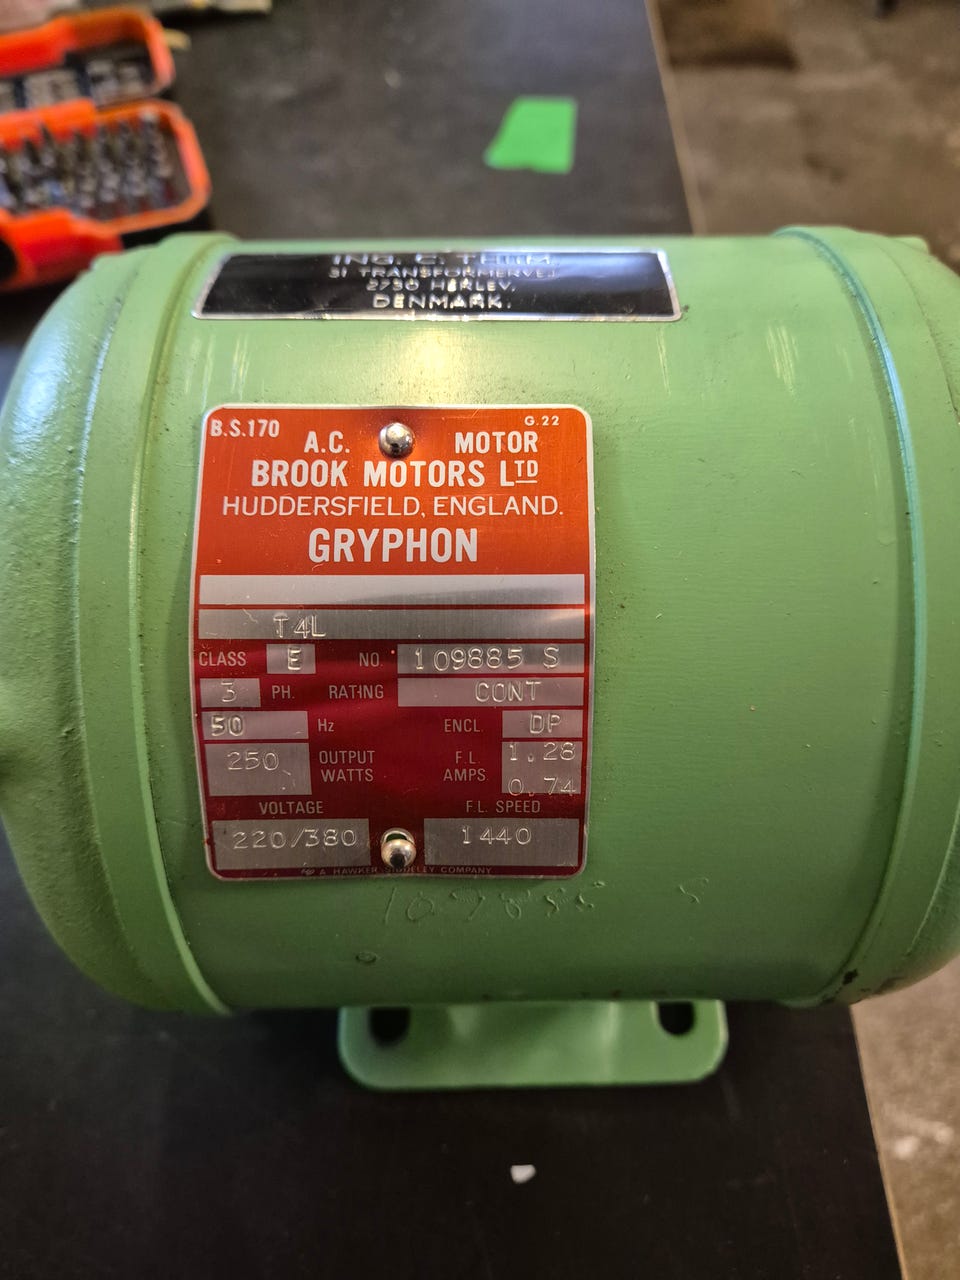 ING. C. 
31 TRANSFORMERVEJ
2730 HERLEV.
DENMARK.
B.S.170
G.22
A.C. MOTOR
BROOK MOTORS LTD
HUDDERSFIELD, ENGLAND.
GRYPHON
T4L
CLASS E NO. 109885 S
3 PH. RATING CONT
50 Hz ENCL. DP
250 OUTPUT WATTS F.L. AMPS. 1.28 0.74
VOLTAGE F.L. SPEED
220/380 1440
A HAWKER SIDDELEY COMPANY
109885 S